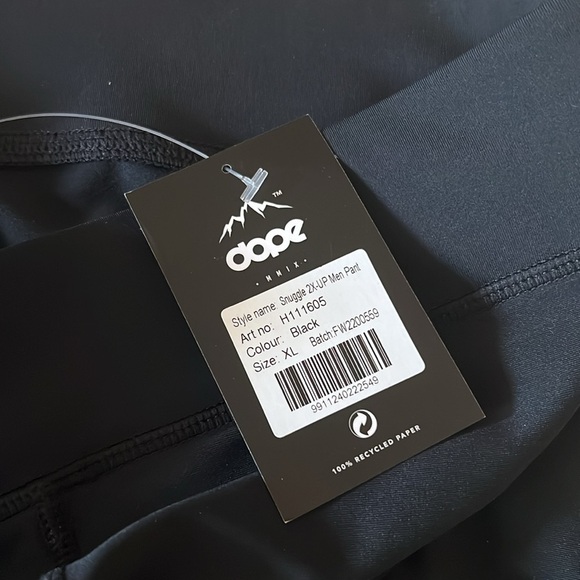 ™
dope
·MMIX·
Style name: Snuggle 2X-UP Men Pant
Art no: H111605
Colour: Black
Size: XL Batch:FW2200559
9911240222549
100% RECYCLED PAPER